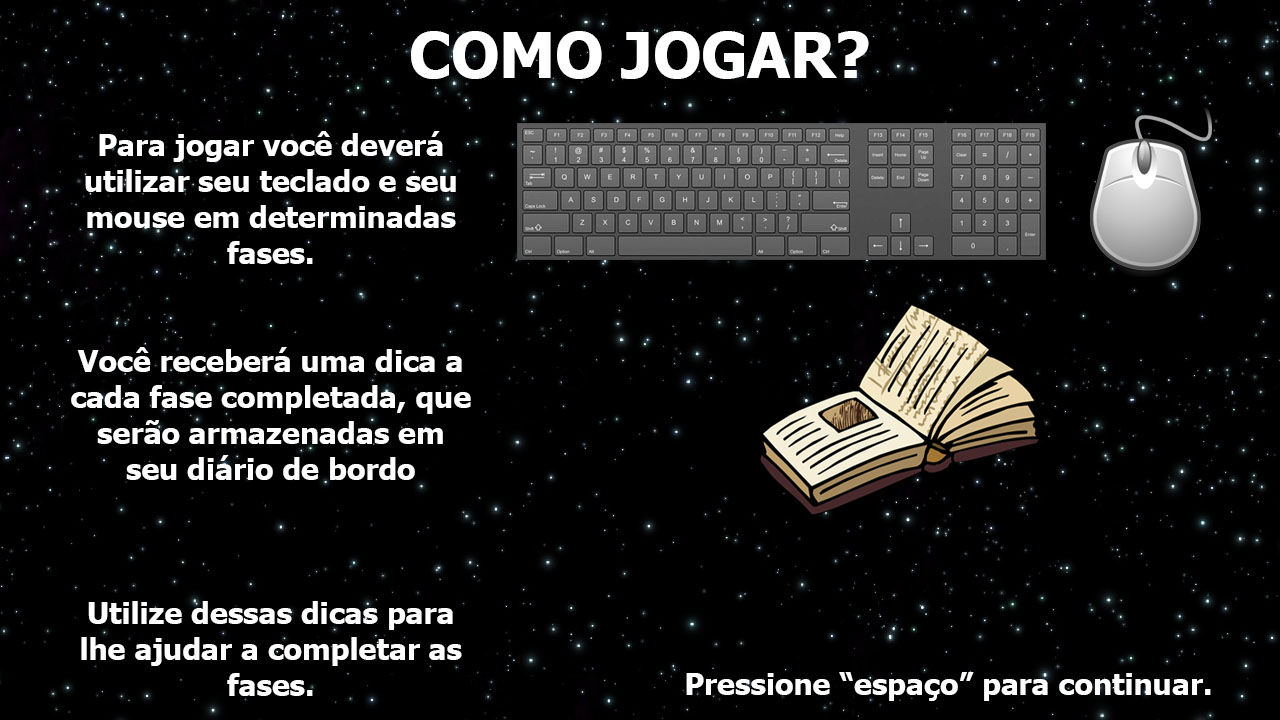 COMO JOGAR?
Para jogar você deverá
utilizar seu teclado e seu
mouse em determinadas
fases.
Você receberá uma dica a
cada fase completada, que
serão armazenadas em
seu diário de bordo
Utilize dessas dicas para
lhe ajudar a completar as
fases.
Pressione “espaço” para continuar.